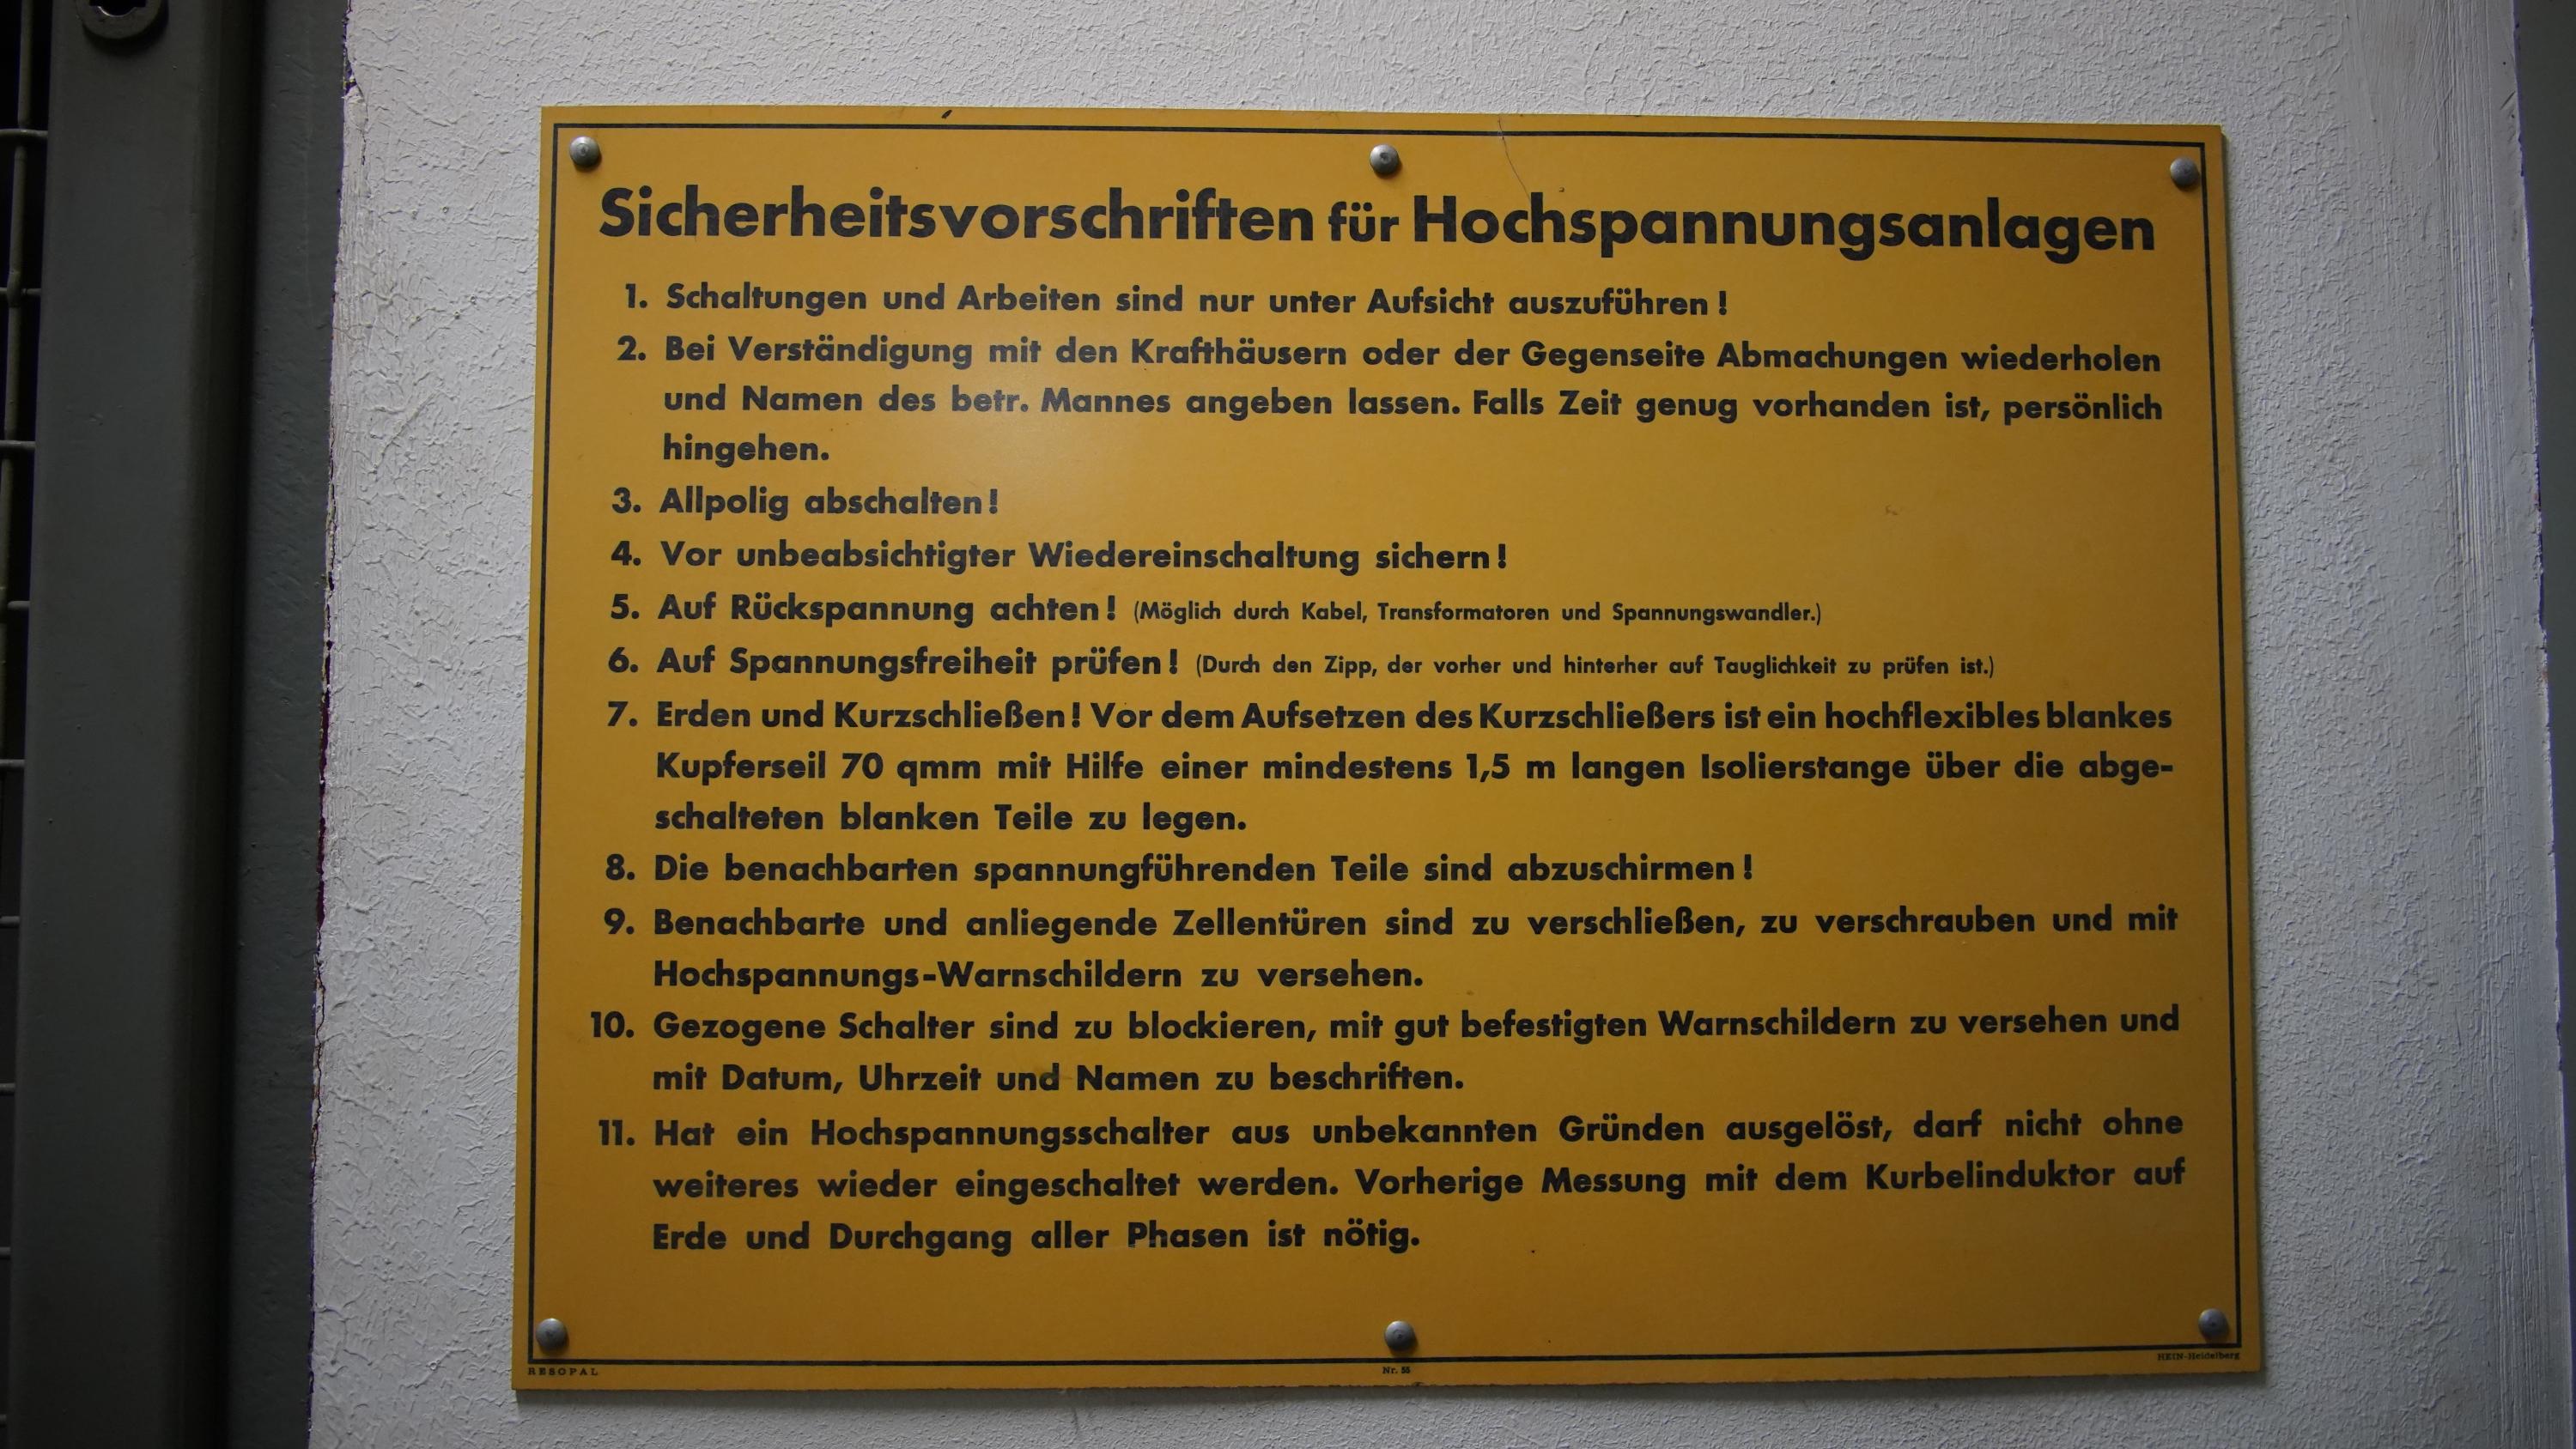 Sicherheitsvorschriften für Hochspannungsanlagen
1. Schaltungen und Arbeiten sind nur unter Aufsicht auszuführen!
2. Bei Verständigung mit den Krafthäusern oder der Gegenseite Abmachungen wiederholen
und Namen des betr. Mannes angeben lassen. Falls Zeit genug vorhanden ist, persönlich
hingehen.
3. Allpolig abschalten!
4. Vor unbeabsichtigter Wiedereinschaltung sichern!
5. Auf Rückspannung achten! (Möglich durch Kabel, Transformatoren und Spannungswandler.)
6. Auf Spannungsfreiheit prüfen! (Durch den Zipp, der vorher und hinterher auf Tauglichkeit zu prüfen ist.)
7. Erden und Kurzschließen! Vor dem Aufsetzen des Kurzschließers ist ein hochflexibles blankes
Kupferseil 70 qmm mit Hilfe einer mindestens 1,5 m langen Isolierstange über die abge-
schalteten blanken Teile zu legen.
8. Die benachbarten spannungführenden Teile sind abzuschirmen!
9. Benachbarte und anliegende Zellentüren sind zu verschließen, zu verschrauben und mit
Hochspannungs-Warnschildern zu versehen.
10. Gezogene Schalter sind zu blockieren, mit gut befestigten Warnschildern zu versehen und
mit Datum, Uhrzeit und Namen zu beschriften.
11. Hat ein Hochspannungsschalter aus unbekannten Gründen ausgelöst, darf nicht ohne
weiteres wieder eingeschaltet werden. Vorherige Messung mit dem Kurbelinduktor auf
Erde und Durchgang aller Phasen ist nötig.
RESOPAL
Nr. 55
HEIN-Heidelberg